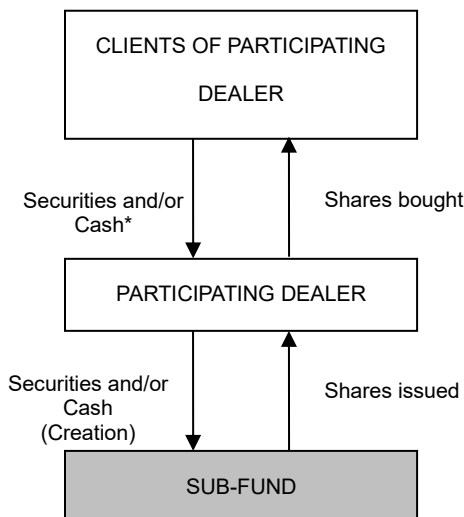 CLIENTS OF PARTICIPATING
DEALER
Securities and/or
Cash*
Shares bought
PARTICIPATING DEALER
Securities and/or
Cash
(Creation)
Shares issued
SUB-FUND